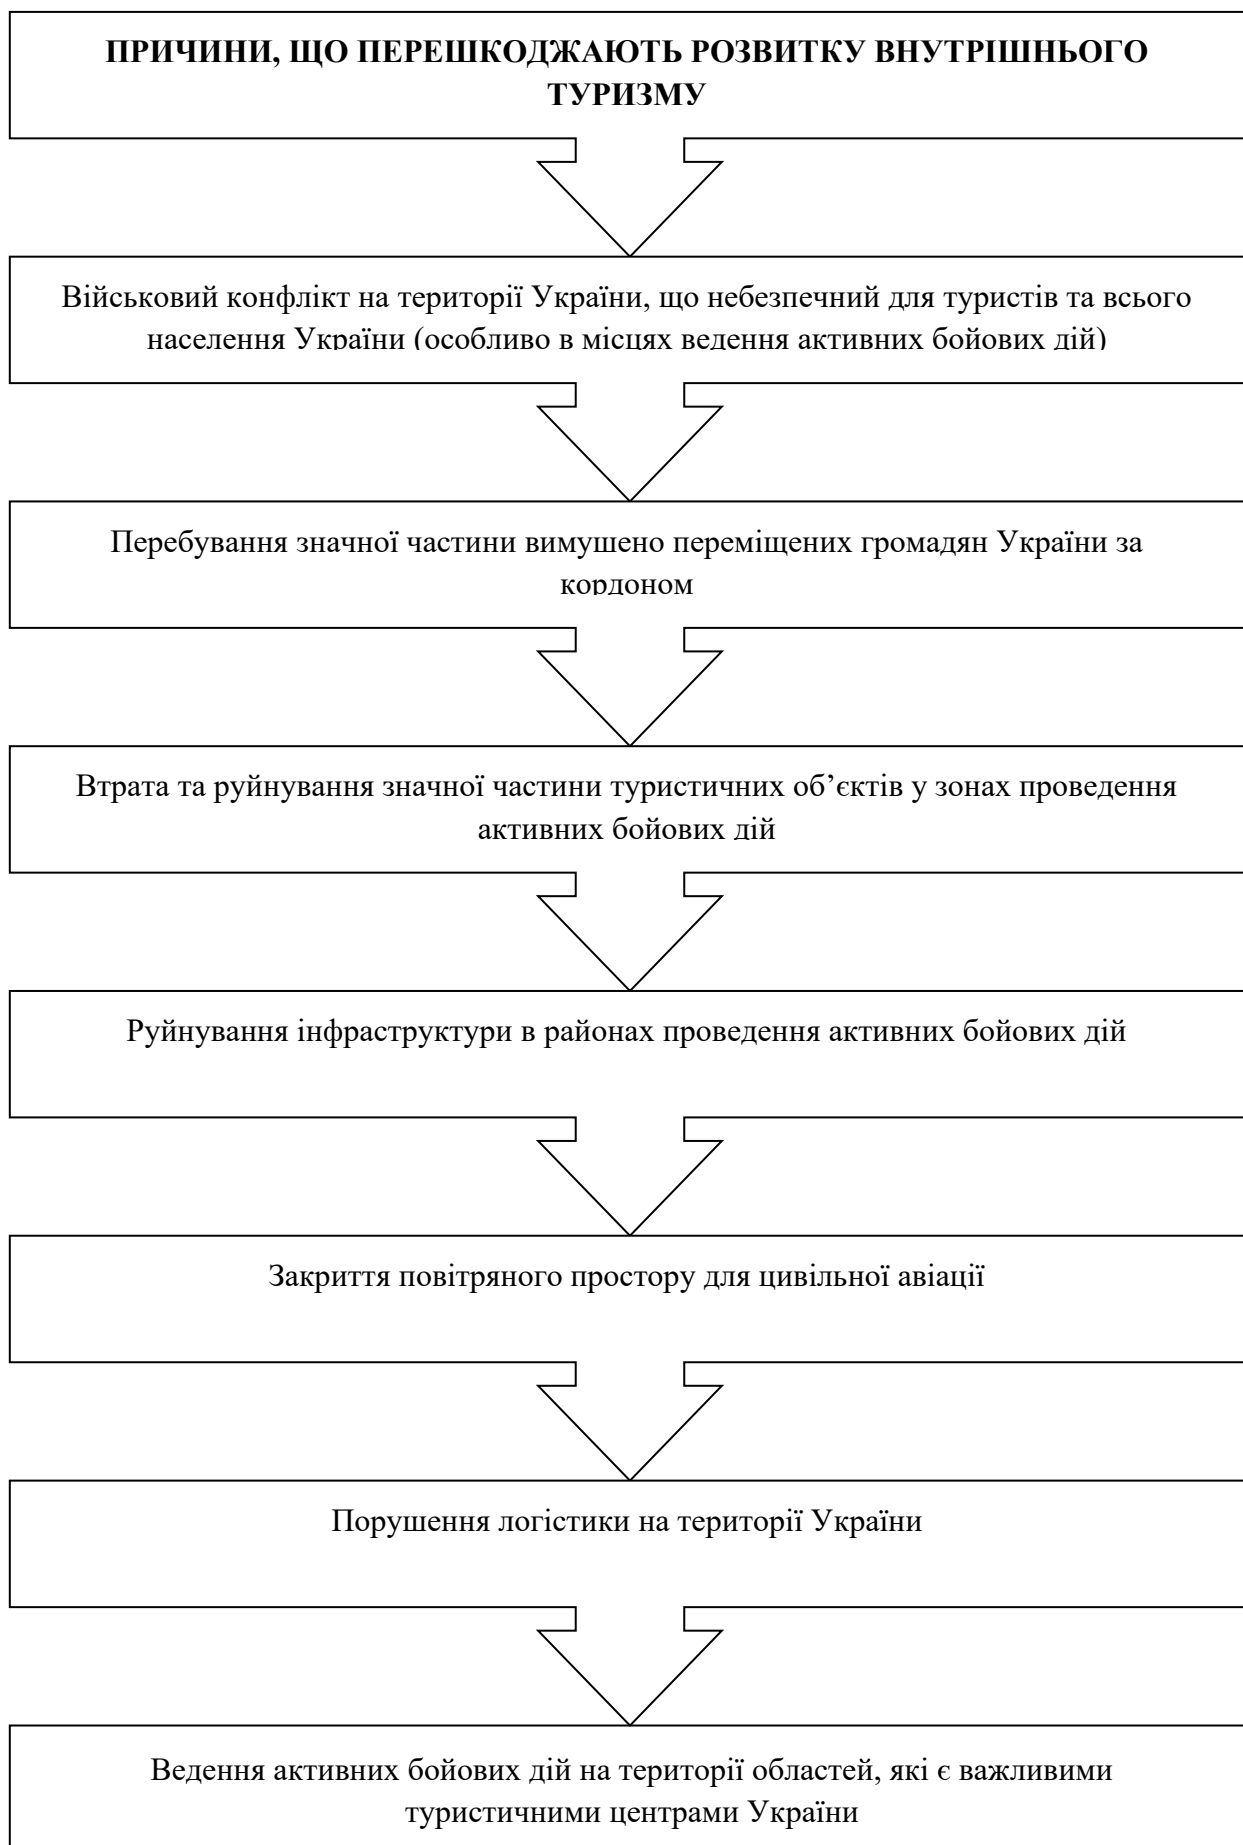 ПРИЧИНИ, ЩО ПЕРЕШКОДЖАЮТЬ РОЗВИТКУ ВНУТРІШНЬОГО
ТУРИЗМУ
Військовий конфлікт на території України, що небезпечний для туристів та всього
населення України (особливо в місцях ведення активних бойових дій)
Перебування значної частини вимушено переміщених громадян України за
кордоном
Втрата та руйнування значної частини туристичних об’єктів у зонах проведення
активних бойових дій
Руйнування інфраструктури в районах проведення активних бойових дій
Закриття повітряного простору для цивільної авіації
Порушення логістики на території України
Ведення активних бойових дій на території областей, які є важливими
туристичними центрами України